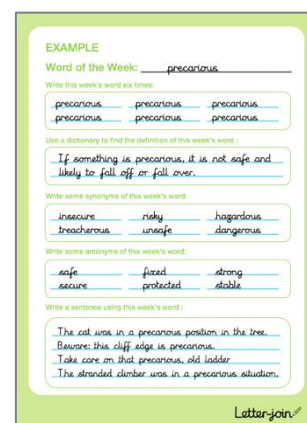 EXAMPLE
Word of the Week: precarious
Write this week's word six times:
precarious precarious precarious
precarious precarious precarious
Use a dictionary to find the definition of this week's word :
If something is precarious, it is not safe and
likely to fall off or fall over.
Write some synonyms of this week's word:
insecure risky hazardous
treacherous unsafe dangerous
Write some antonyms of this week's word:
safe fixed strong
secure protected stable
Write a sentence using this week's word :
The cat was in a precarious position in the tree.
Beware: this cliff edge is precarious.
Take care on that precarious, old ladder
The stranded climber was in a precarious situation.
Letter-join